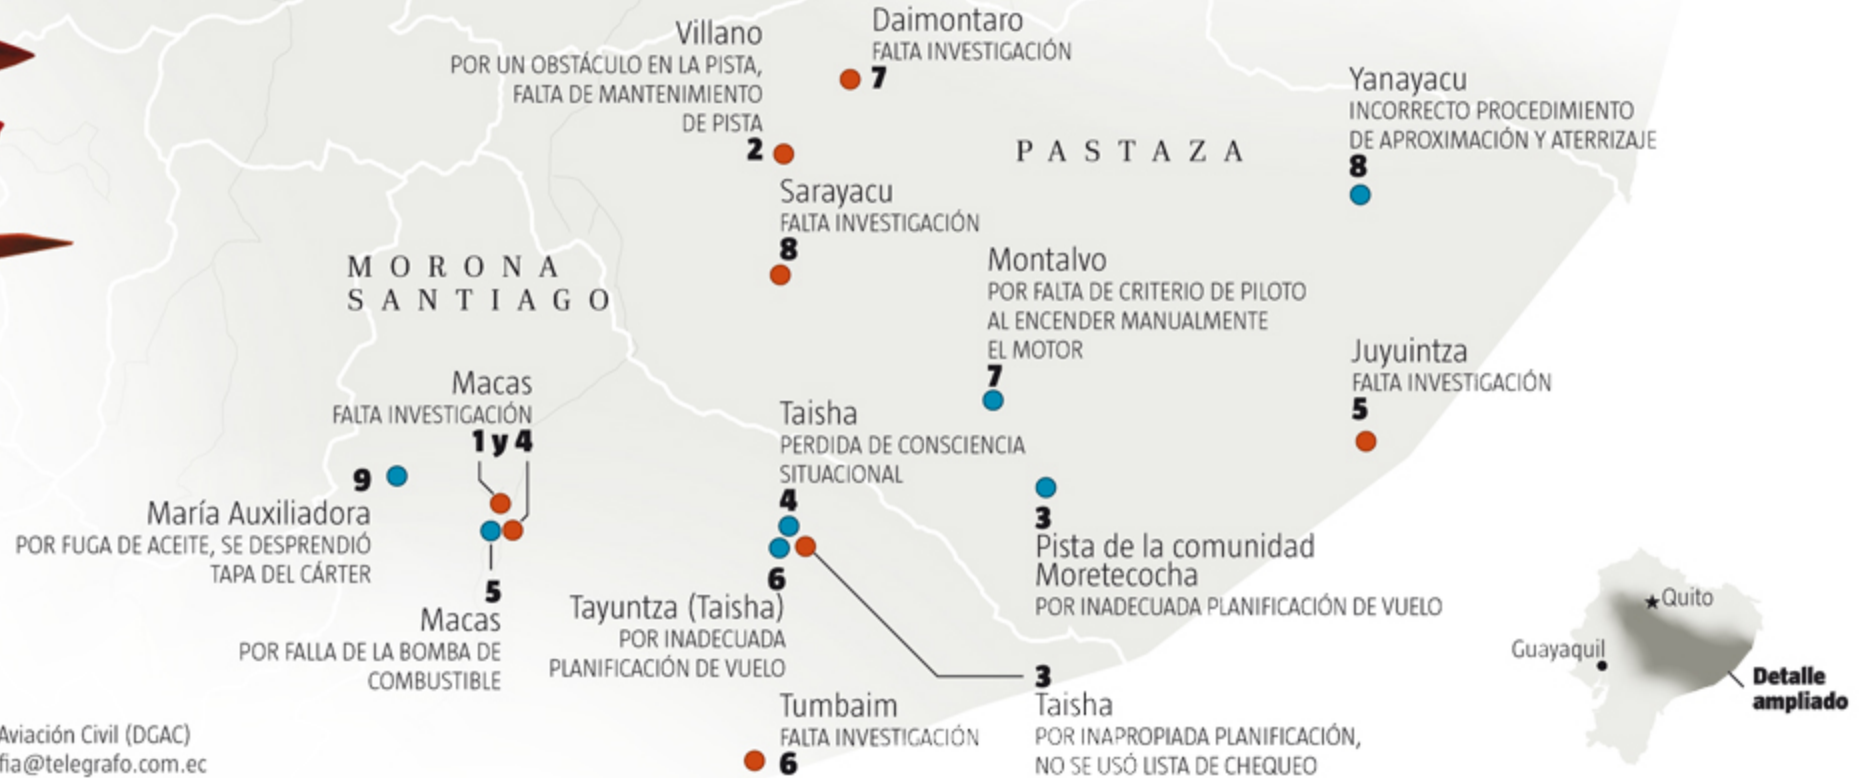 Villano
POR UN OBSTÁCULO EN LA PISTA,
FALTA DE MANTENIMIENTO
DE PISTA
2
Daimontaro
FALTA INVESTIGACIÓN
7
PASTAZA
Yanayacu
INCORRECTO PROCEDIMIENTO
DE APROXIMACIÓN Y ATERRIZAJE
8
Sarayacu
FALTA INVESTIGACIÓN
8
MORONA
SANTIAGO
Montalvo
POR FALTA DE CRITERIO DE PILOTO
AL ENCENDER MANUALMENTE
EL MOTOR
7
Juyuintza
FALTA INVESTIGACIÓN
5
Macas
FALTA INVESTIGACIÓN
1 y 4
9
María Auxiliadora
POR FUGA DE ACEITE, SE DESPRENDIÓ
TAPA DEL CÁRTER
5
Macas
POR FALLA DE LA BOMBA DE
COMBUSTIBLE
Taisha
PERDIDA DE CONSCIENCIA
SITUACIONAL
4
6
Tayuntza (Taisha)
POR INADECUADA
PLANIFICACIÓN DE VUELO
3
Pista de la comunidad
Moretecocha
POR INADECUADA PLANIFICACIÓN DE VUELO
3
Taisha
POR INAPROPIADA PLANIFICACIÓN,
NO SE USÓ LISTA DE CHEQUEO
Tumbaim
FALTA INVESTIGACIÓN
6
Quito
Guayaquil
Detalle
ampliado
Aviación Civil (DGAC)
fia@telegrafo.com.ec